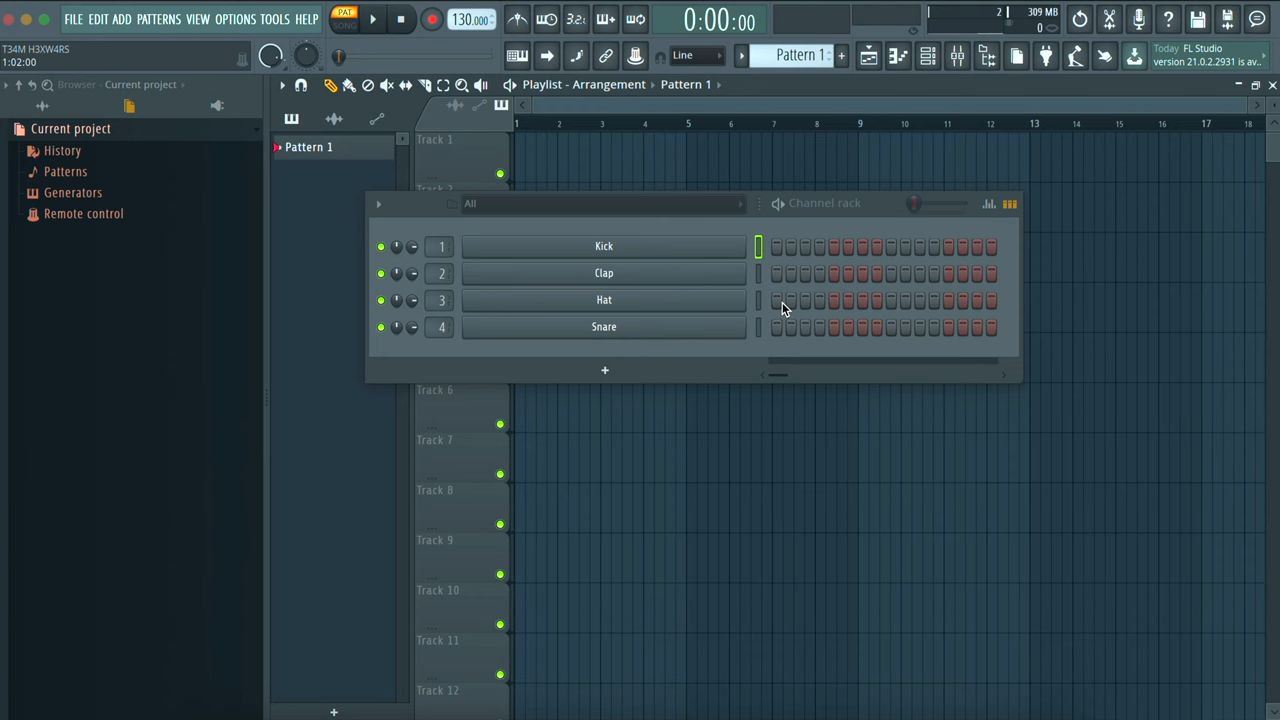 FILE EDIT ADD PATTERNS VIEW OPTIONS TOOLS HELP
PAT
SONG
130.000
3 2
0:00:00
2
309 MB
0
T34M H3XW4RS
1:02:00
Line
Pattern 1
+
Today FL Studio
version 21.0.2.2931 is av..
Browser - Current project
Playlist - Arrangement
Pattern 1
Current project
History
Patterns
Generators
Remote control
Pattern 1
1 2 3 4 5 6 7 8 9 10 11 12 13 14 15 16 17 18
Track 1
All
Channel rack
1 Kick
2 Clap
3 Hat
4 Snare
+
Track 6
Track 7
Track 8
Track 9
Track 10
Track 11
Track 12
+